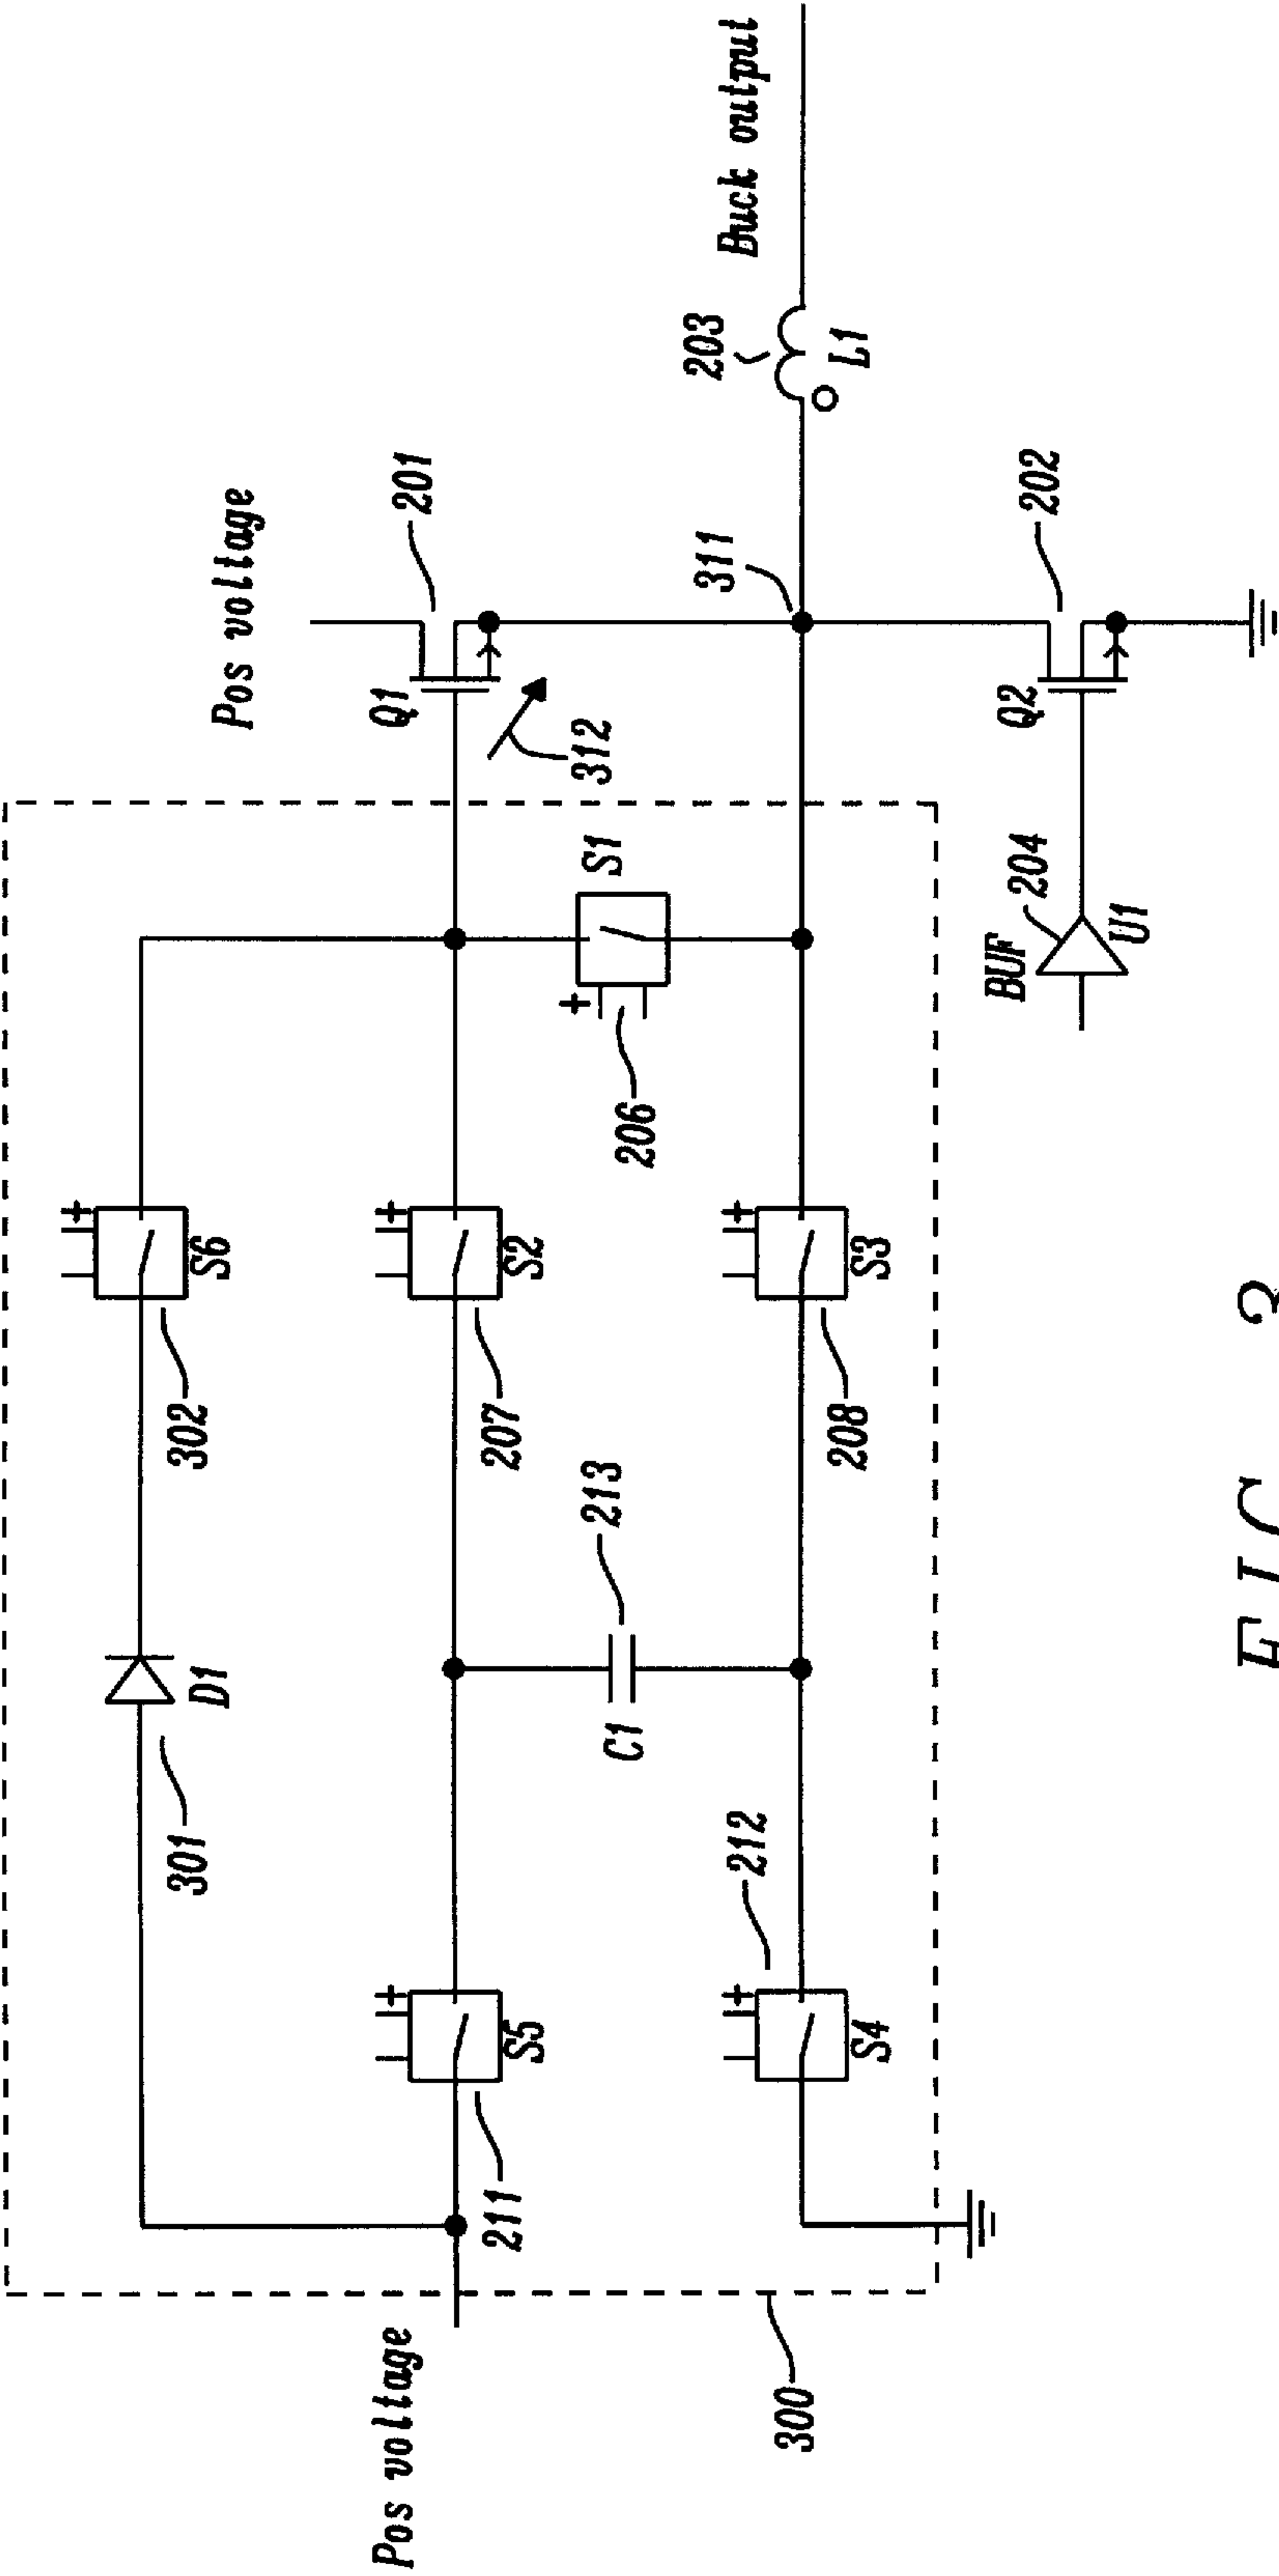 Pos voltage
Buck output
Q1
201
312
311
203
L1
S1
+
206
S6
+
302
S2
+
207
S3
+
208
D1
301
C1
213
S5
+
211
S4
+
212
Pos voltage
300
BUF
204
U1
Q2
202